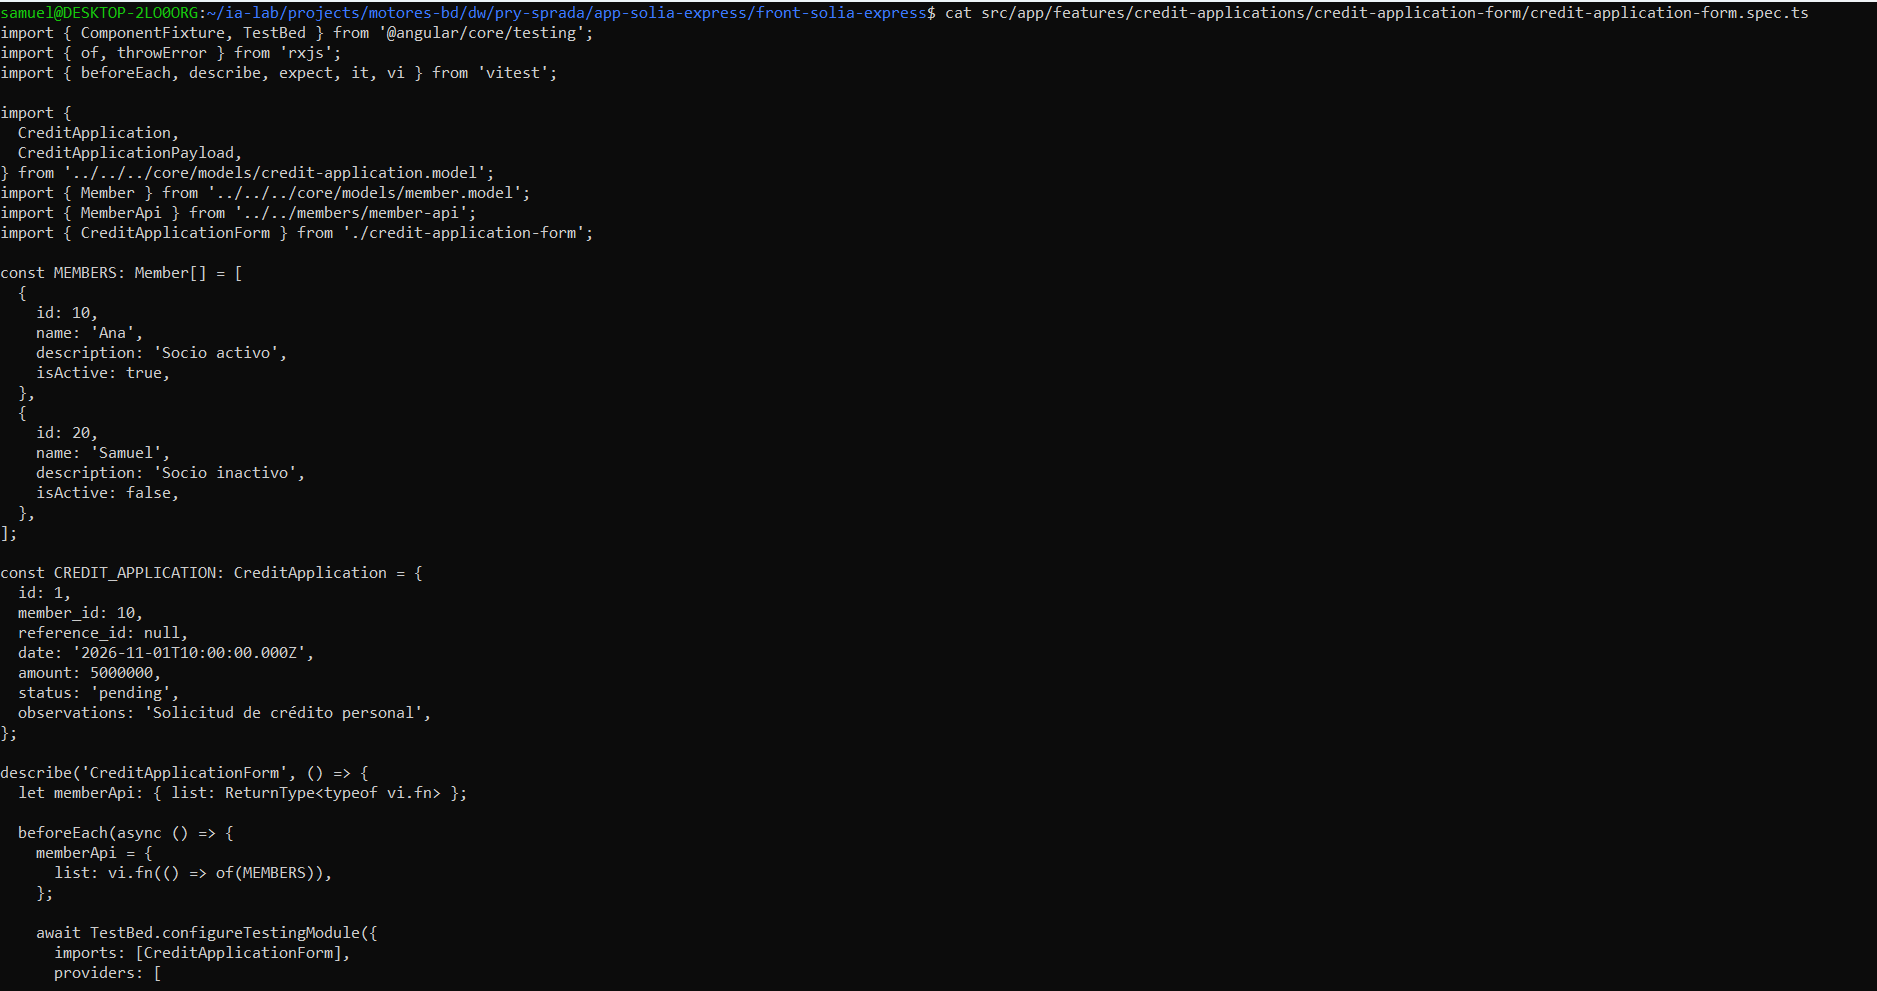 samuel@DESKTOP-2LO0ORG:~/ia-lab/projects/motores-bd/dw/pry-sprada/app-solia-express/front-solia-express$ cat src/app/features/credit-applications/credit-application-form/credit-application-form.spec.ts
import { ComponentFixture, TestBed } from '@angular/core/testing';
import { of, throwError } from 'rxjs';
import { beforeEach, describe, expect, it, vi } from 'vitest';

import {
  CreditApplication,
  CreditApplicationPayload,
} from '../../../core/models/credit-application.model';
import { Member } from '../../../core/models/member.model';
import { MemberApi } from '../../members/member-api';
import { CreditApplicationForm } from './credit-application-form';

const MEMBERS: Member[] = [
  {
    id: 10,
    name: 'Ana',
    description: 'Socio activo',
    isActive: true,
  },
  {
    id: 20,
    name: 'Samuel',
    description: 'Socio inactivo',
    isActive: false,
  },
];

const CREDIT_APPLICATION: CreditApplication = {
  id: 1,
  member_id: 10,
  reference_id: null,
  date: '2026-11-01T10:00:00.000Z',
  amount: 5000000,
  status: 'pending',
  observations: 'Solicitud de crédito personal',
};

describe('CreditApplicationForm', () => {
  let memberApi: { list: ReturnType<typeof vi.fn> };

  beforeEach(async () => {
    memberApi = {
      list: vi.fn(() => of(MEMBERS)),
    };

    await TestBed.configureTestingModule({
      imports: [CreditApplicationForm],
      providers: [